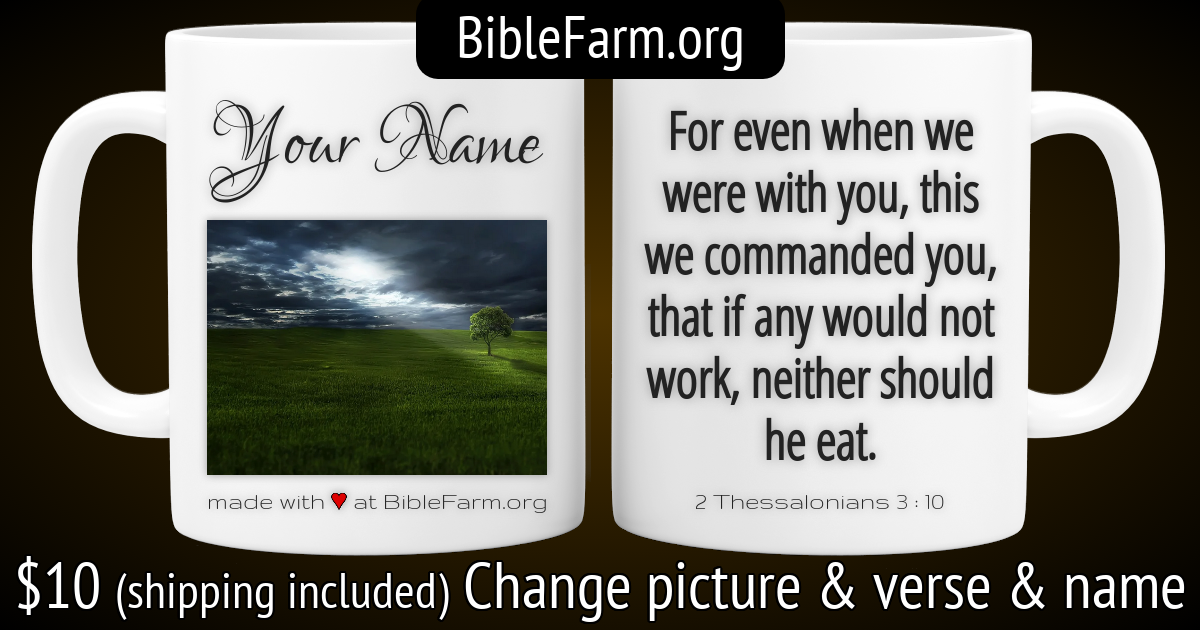 BibleFarm.org
Your Name
made with ♥ at BibleFarm.org
For even when we
were with you, this
we commanded you,
that if any would not
work, neither should
he eat.
2 Thessalonians 3 : 10
$10 (shipping included) Change picture & verse & name